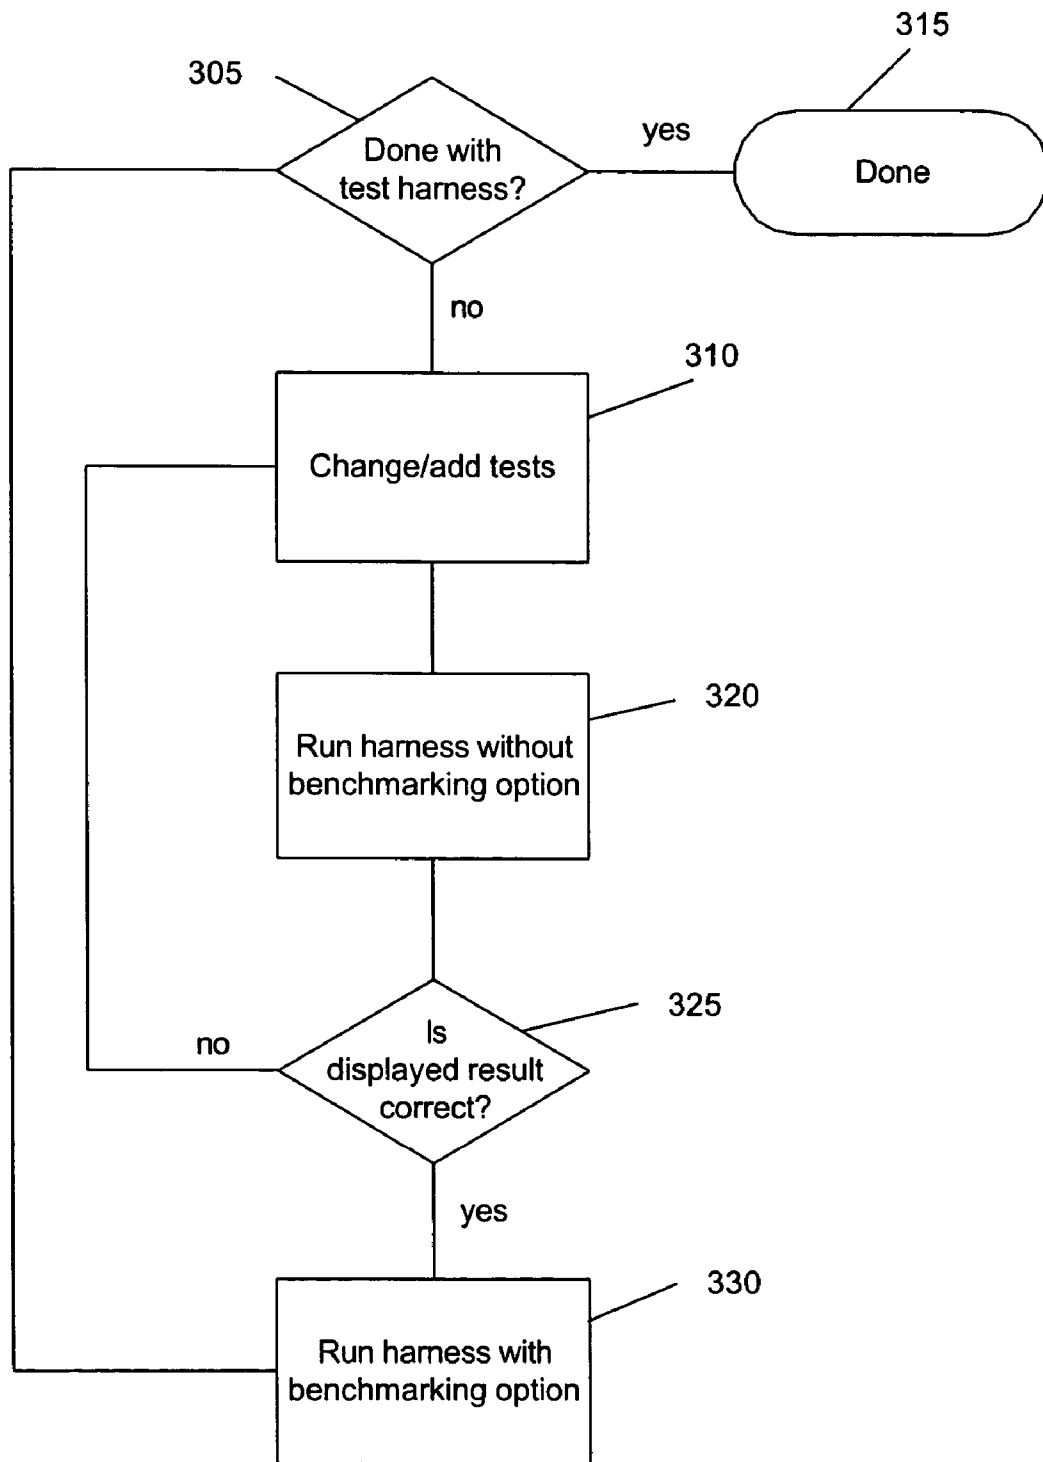 315
305
yes
Done with
test harness?
Done
no
310
Change/add tests
320
Run harness without
benchmarking option
325
Is
displayed result
correct?
no
yes
330
Run harness with
benchmarking option